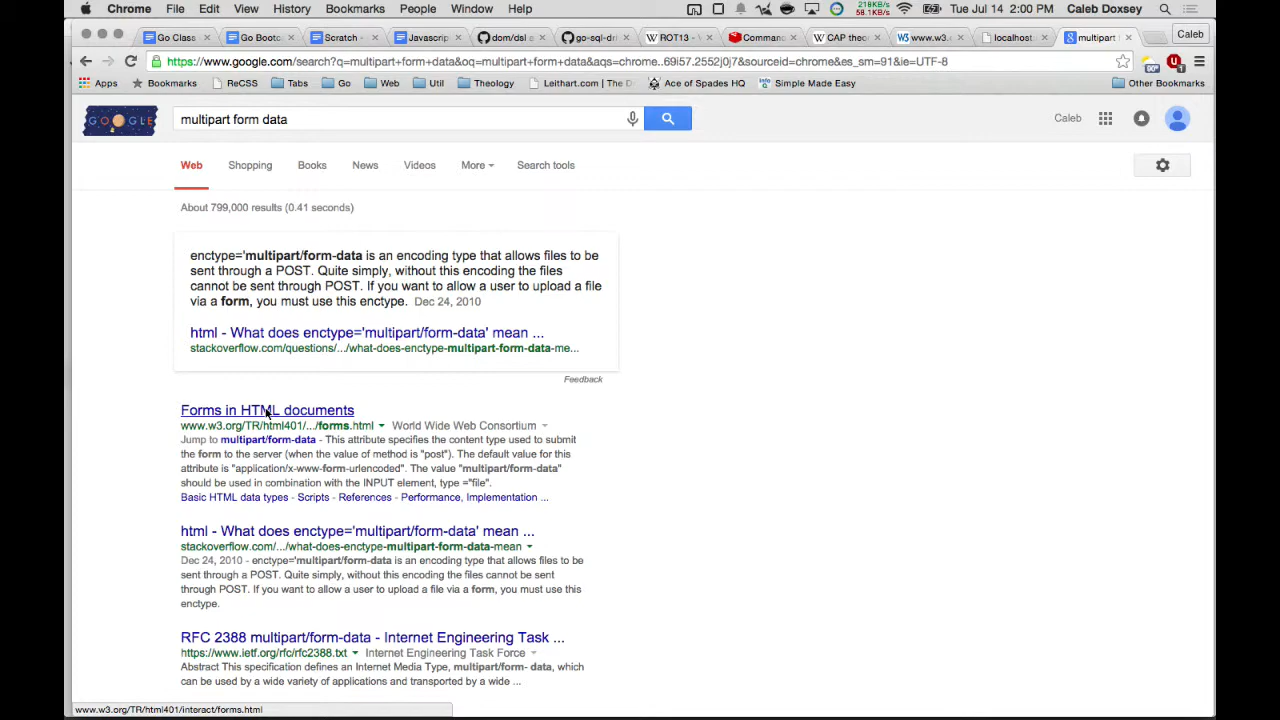 Chrome File Edit View History Bookmarks People Window Help 218KB/s 58.1KB/s Tue Jul 14 2:00 PM Caleb Doxsey
Go Class Go Bootc Scratch - Javascrip dom/dsl go-sql-dri ROT13 - Comman CAP theo www.w3. localhost multipart Caleb
https://www.google.com/search?q=multipart+form+data&oq=multipart+form+data&aqs=chrome..69i57.2552j0j7&sourceid=chrome&es_sm=91&ie=UTF-8
Apps Bookmarks ReCSS Tabs Go Web Util Theology Leithart.com | The D Ace of Spades HQ Simple Made Easy Other Bookmarks
GOOGLE multipart form data Caleb
Web Shopping Books News Videos More Search tools
About 799,000 results (0.41 seconds)
enctype='multipart/form-data is an encoding type that allows files to be
sent through a POST. Quite simply, without this encoding the files
cannot be sent through POST. If you want to allow a user to upload a file
via a form, you must use this enctype. Dec 24, 2010
html - What does enctype='multipart/form-data' mean ...
stackoverflow.com/questions/.../what-does-enctype-multipart-form-data-me...
Feedback
Forms in HTML documents
www.w3.org/TR/html401/.../forms.html World Wide Web Consortium
Jump to multipart/form-data - This attribute specifies the content type used to submit
the form to the server (when the value of method is "post"). The default value for this
attribute is "application/x-www-form-urlencoded". The value "multipart/form-data"
should be used in combination with the INPUT element, type ="file".
Basic HTML data types - Scripts - References - Performance, Implementation ...
html - What does enctype='multipart/form-data' mean ...
stackoverflow.com/.../what-does-enctype-multipart-form-data-mean
Dec 24, 2010 - enctype='multipart/form-data is an encoding type that allows files to be
sent through a POST. Quite simply, without this encoding the files cannot be sent
through POST. If you want to allow a user to upload a file via a form, you must use this
enctype.
RFC 2388 multipart/form-data - Internet Engineering Task ...
https://www.ietf.org/rfc/rfc2388.txt Internet Engineering Task Force
Abstract This specification defines an Internet Media Type, multipart/form- data, which
can be used by a wide variety of applications and transported by a wide ...
www.w3.org/TR/html401/interact/forms.html